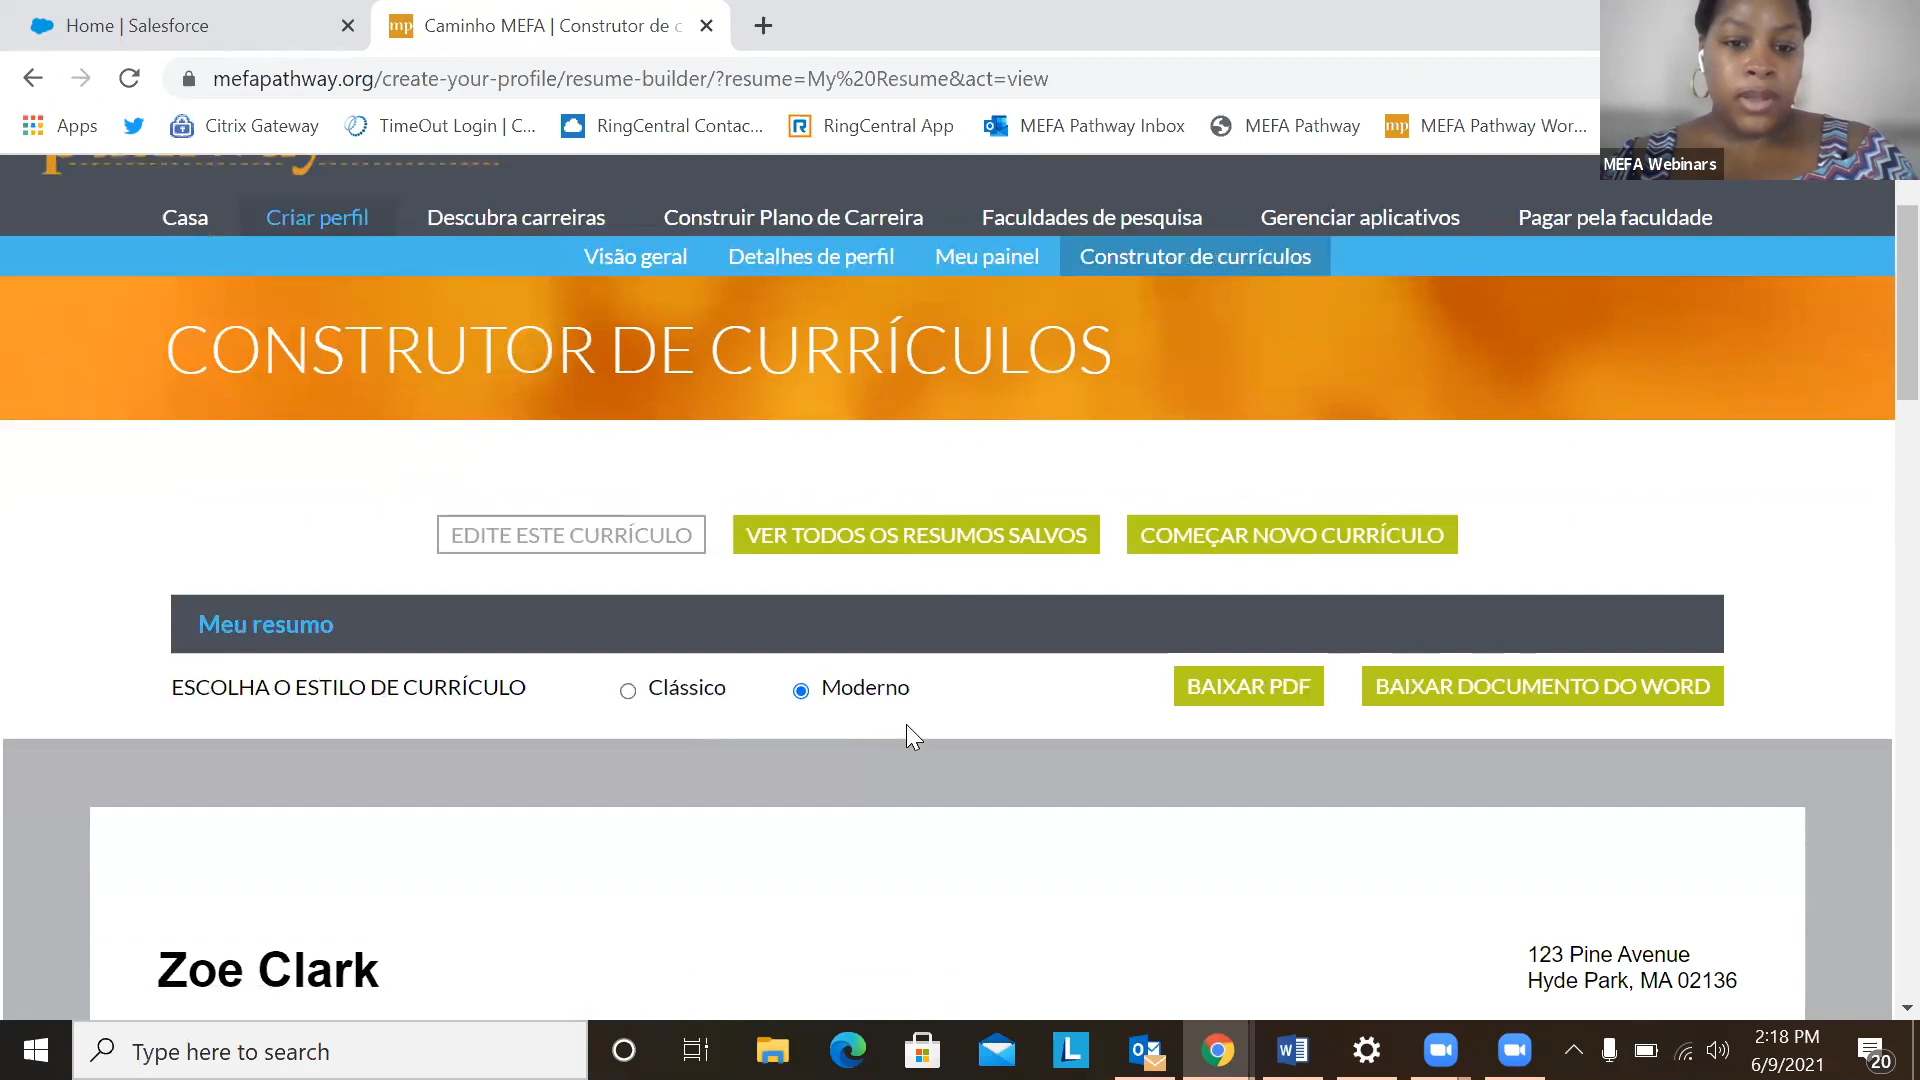 Home | Salesforce
mp Caminho MEFA | Construtor de c
mefapathway.org/create-your-profile/resume-builder/?resume=My%20Resume&act=view
Apps Citrix Gateway TimeOut Login | C... RingCentral Contac... RingCentral App MEFA Pathway Inbox MEFA Pathway mp MEFA Pathway Wor...
MEFA Webinars
Casa Criar perfil Descubra carreiras Construir Plano de Carreira Faculdades de pesquisa Gerenciar aplicativos Pagar pela faculdade
Visão geral Detalhes de perfil Meu painel Construtor de currículos
CONSTRUTOR DE CURRÍCULOS
EDITE ESTE CURRÍCULO VER TODOS OS RESUMOS SALVOS COMEÇAR NOVO CURRÍCULO
Meu resumo
ESCOLHA O ESTILO DE CURRÍCULO Clássico Moderno BAIXAR PDF BAIXAR DOCUMENTO DO WORD
Zoe Clark
123 Pine Avenue
Hyde Park, MA 02136
Type here to search
2:18 PM
6/9/2021
20